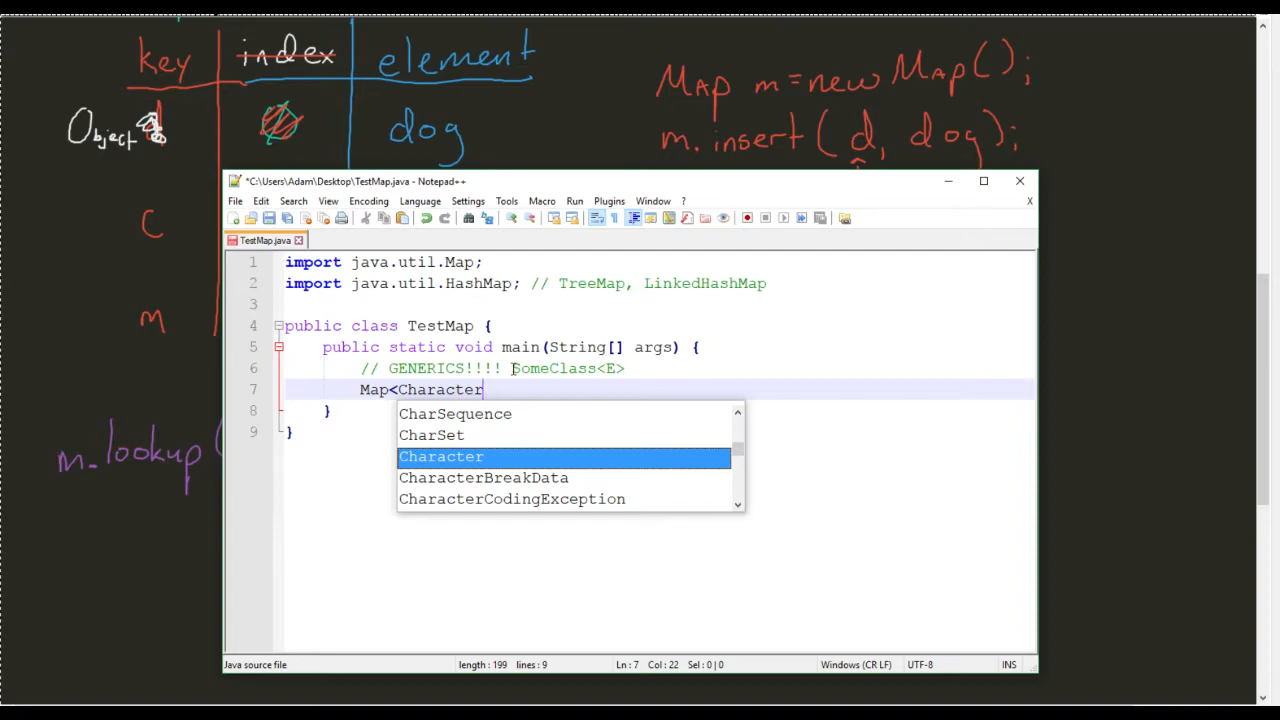 key index element
Map m = new Map();
Object d dog
m.insert( d, dog);
c
m
m.lookup(
*C:\Users\Adam\Desktop\TestMap.java - Notepad++
File Edit Search View Encoding Language Settings Tools Macro Run Plugins Window ? X
TestMap.java
1 import java.util.Map;
2 import java.util.HashMap; // TreeMap, LinkedHashMap
3
4 public class TestMap {
5 public static void main(String[] args) {
6 // GENERICS!!!! SomeClass<E>
7 Map<Character
8 }
9 }
CharSequence
CharSet
Character
CharacterBreakData
CharacterCodingException
Java source file length : 199 lines : 9 Ln : 7 Col : 22 Sel : 0 | 0 Windows (CR LF) UTF-8 INS